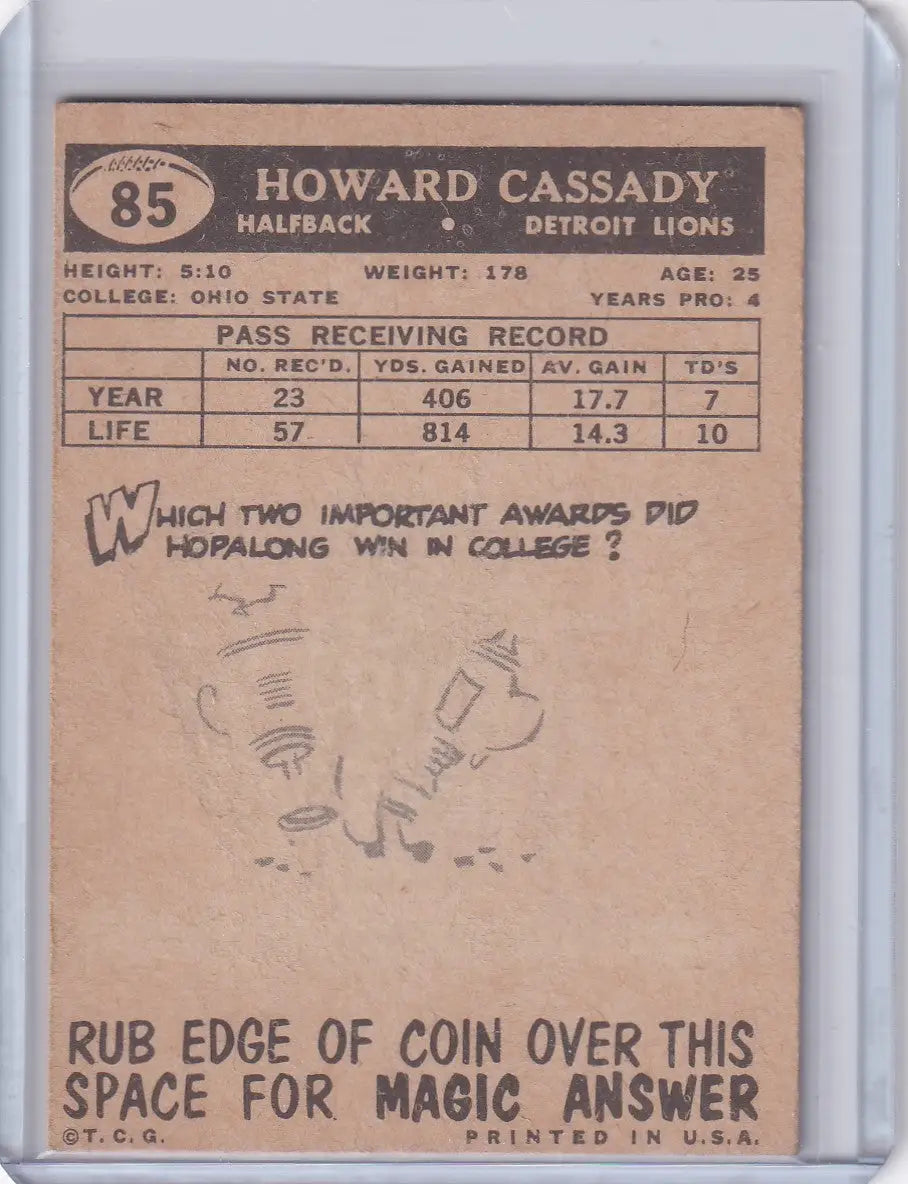 85
HOWARD CASSADY
HALFBACK • DETROIT LIONS
HEIGHT: 5:10 WEIGHT: 178 AGE: 25
COLLEGE: OHIO STATE YEARS PRO: 4
PASS RECEIVING RECORD
NO. REC'D. YDS. GAINED AV. GAIN TD'S
YEAR 23 406 17.7 7
LIFE 57 814 14.3 10
WHICH TWO IMPORTANT AWARDS DID
HOPALONG WIN IN COLLEGE?
RUB EDGE OF COIN OVER THIS
SPACE FOR MAGIC ANSWER
©T.C.G. PRINTED IN U.S.A.